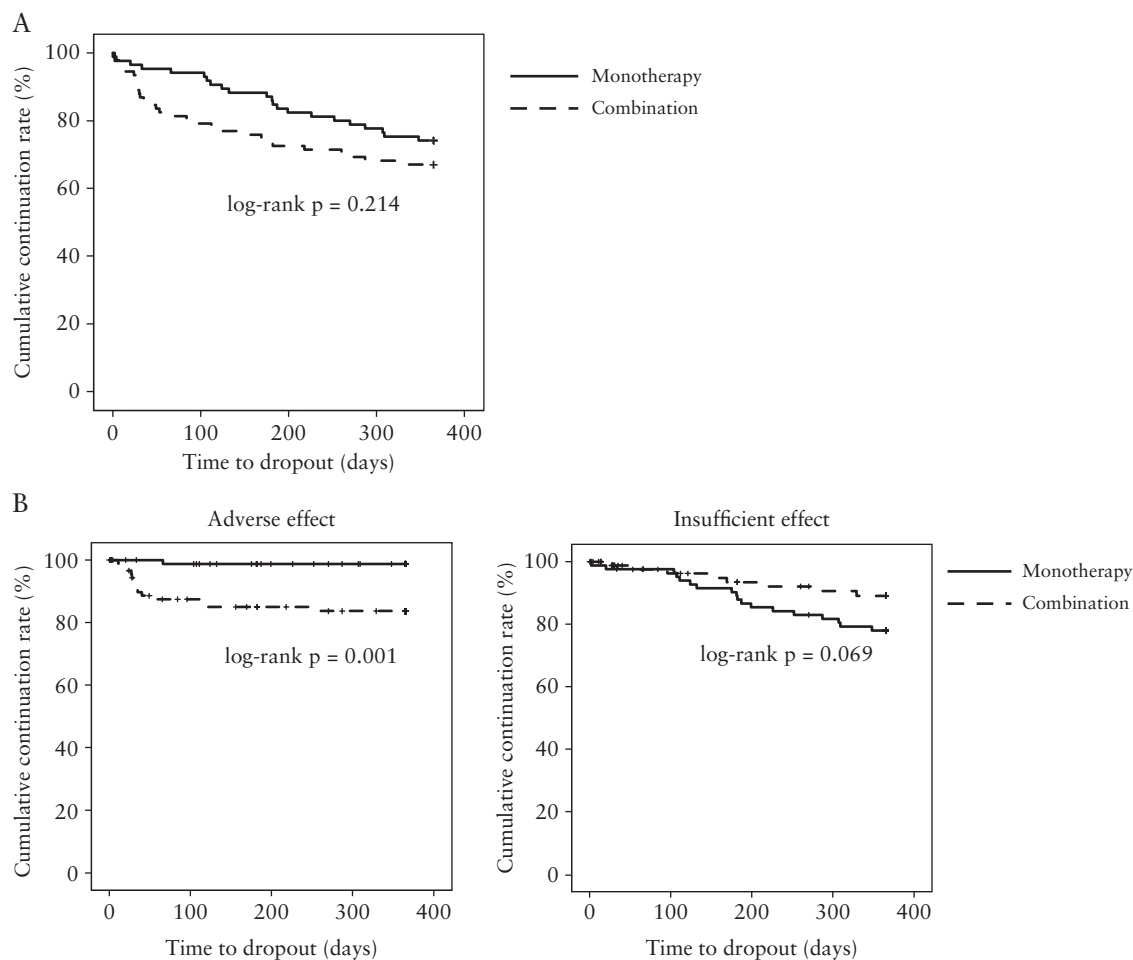 A
Cumulative continuation rate (%)
100
80
60
40
20
0
0 100 200 300 400
Time to dropout (days)
log-rank p = 0.214
Monotherapy
Combination
B
Adverse effect
Cumulative continuation rate (%)
100
80
60
40
20
0
0 100 200 300 400
Time to dropout (days)
log-rank p = 0.001
Insufficient effect
Cumulative continuation rate (%)
100
80
60
40
20
0
0 100 200 300 400
Time to dropout (days)
log-rank p = 0.069
Monotherapy
Combination